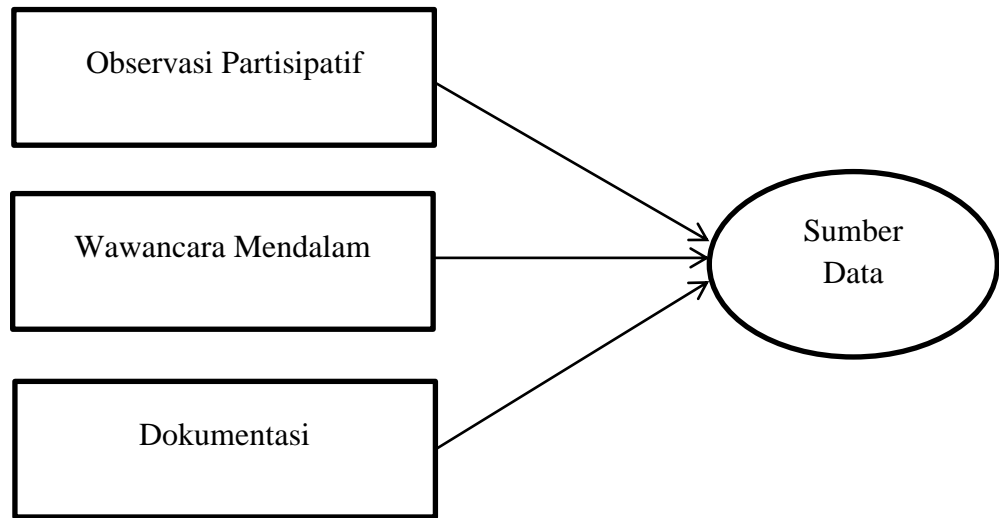 Observasi Partisipatif
Wawancara Mendalam
Sumber
Data
Dokumentasi